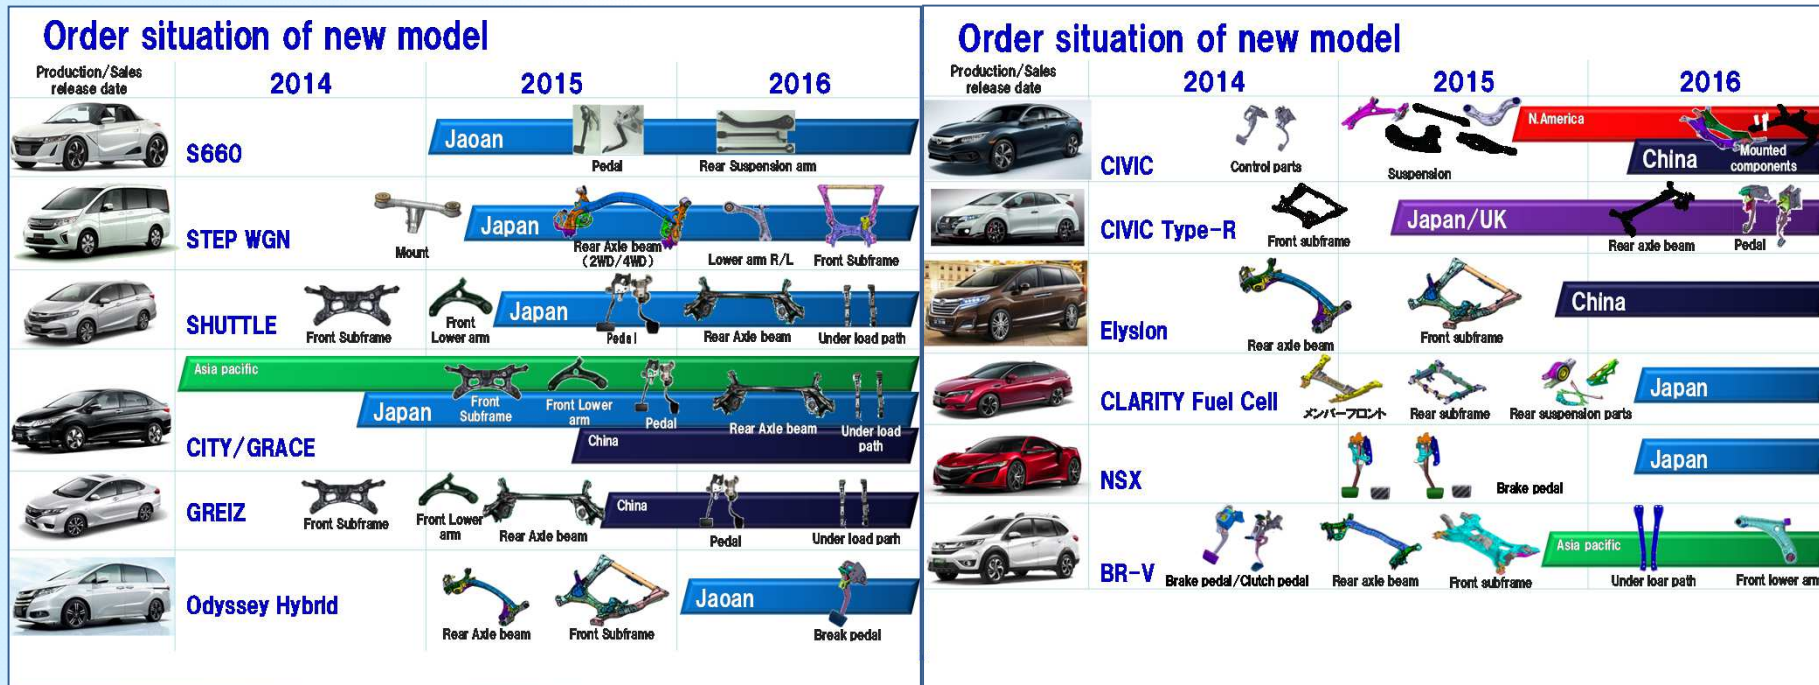 Order situation of new model
Production/Sales
release date
2014
2015
2016
S660
Jaoan
Pedal
Rear Suspension arm
STEP WGN
Japan
Mount
Rear Axle beam
(2WD/4WD)
Lower arm R/L
Front Subframe
SHUTTLE
Japan
Front Subframe
Front
Lower arm
Pedal
Rear Axle beam
Under load path
CITY/GRACE
Asia pacific
Japan
China
Front
Subframe
Front Lower
arm
Pedal
Rear Axle beam
Under load
path
GREIZ
China
Front Subframe
Front Lower
arm
Rear Axle beam
Pedal
Under load parh
Odyssey Hybrid
Jaoan
Rear Axle beam
Front Subframe
Break pedal
Order situation of new model
Production/Sales
release date
2014
2015
2016
CIVIC
N.America
China
Control parts
Suspension
Mounted
components
CIVIC Type-R
Japan/UK
Front subframe
Rear axle beam
Pedal
Elysion
China
Rear axle beam
Front subframe
CLARITY Fuel Cell
Japan
メンバーフロント
Rear subframe
Rear suspension parts
NSX
Japan
Brake pedal
BR-V
Asia pacific
Brake pedal/Clutch pedal
Rear axle beam
Front subframe
Under loar path
Front lower arm